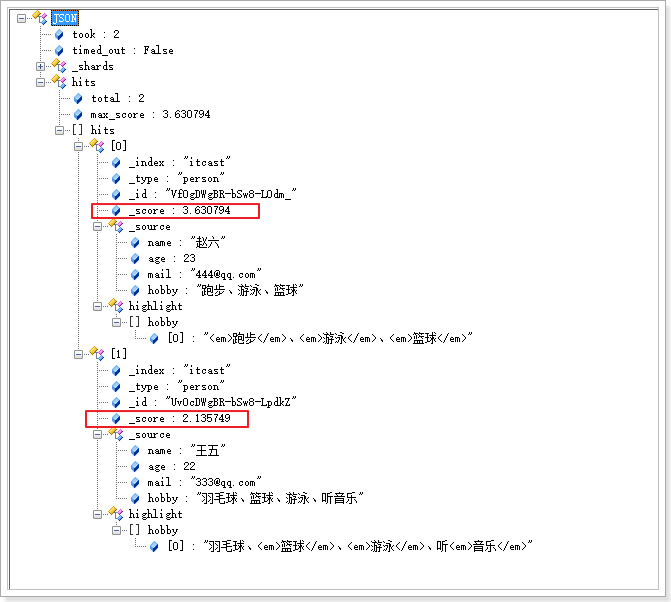 JSON
took : 2
timed_out : False
_shards
hits
total : 2
max_score : 3.630794
[] hits
[0]
_index : "itcast"
_type : "person"
_id : "VfOgDWgBR-bSw8-LOdm_"
_score : 3.630794
_source
name : "赵六"
age : 23
mail : "444@qq.com"
hobby : "跑步、游泳、篮球"
highlight
[] hobby
[0] : "<em>跑步</em>、<em>游泳</em>、<em>篮球</em>"
[1]
_index : "itcast"
_type : "person"
_id : "UvOcDWgBR-bSw8-LpdkZ"
_score : 2.135749
_source
name : "王五"
age : 22
mail : "333@qq.com"
hobby : "羽毛球、篮球、游泳、听音乐"
highlight
[] hobby
[0] : "羽毛球、<em>篮球</em>、<em>游泳</em>、听<em>音乐</em>"